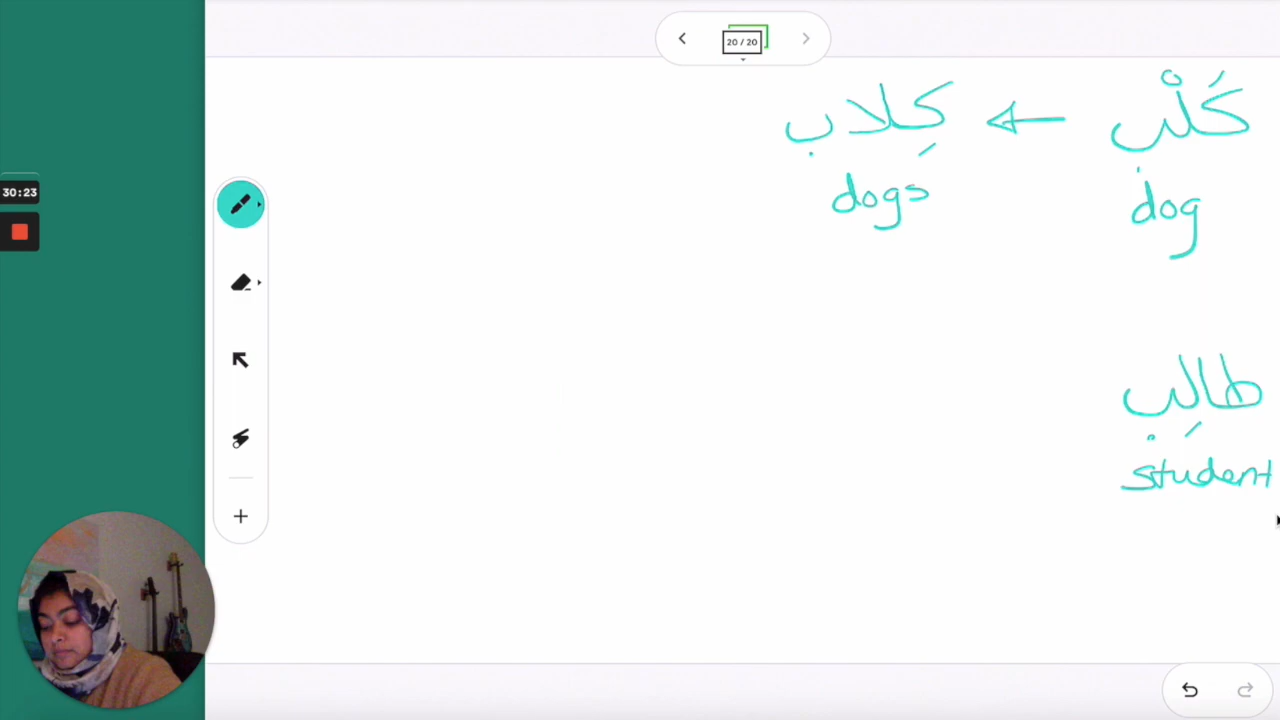 20 / 20
كَلْب ← كِلاب
dog dogs
30:23
طالِب
student